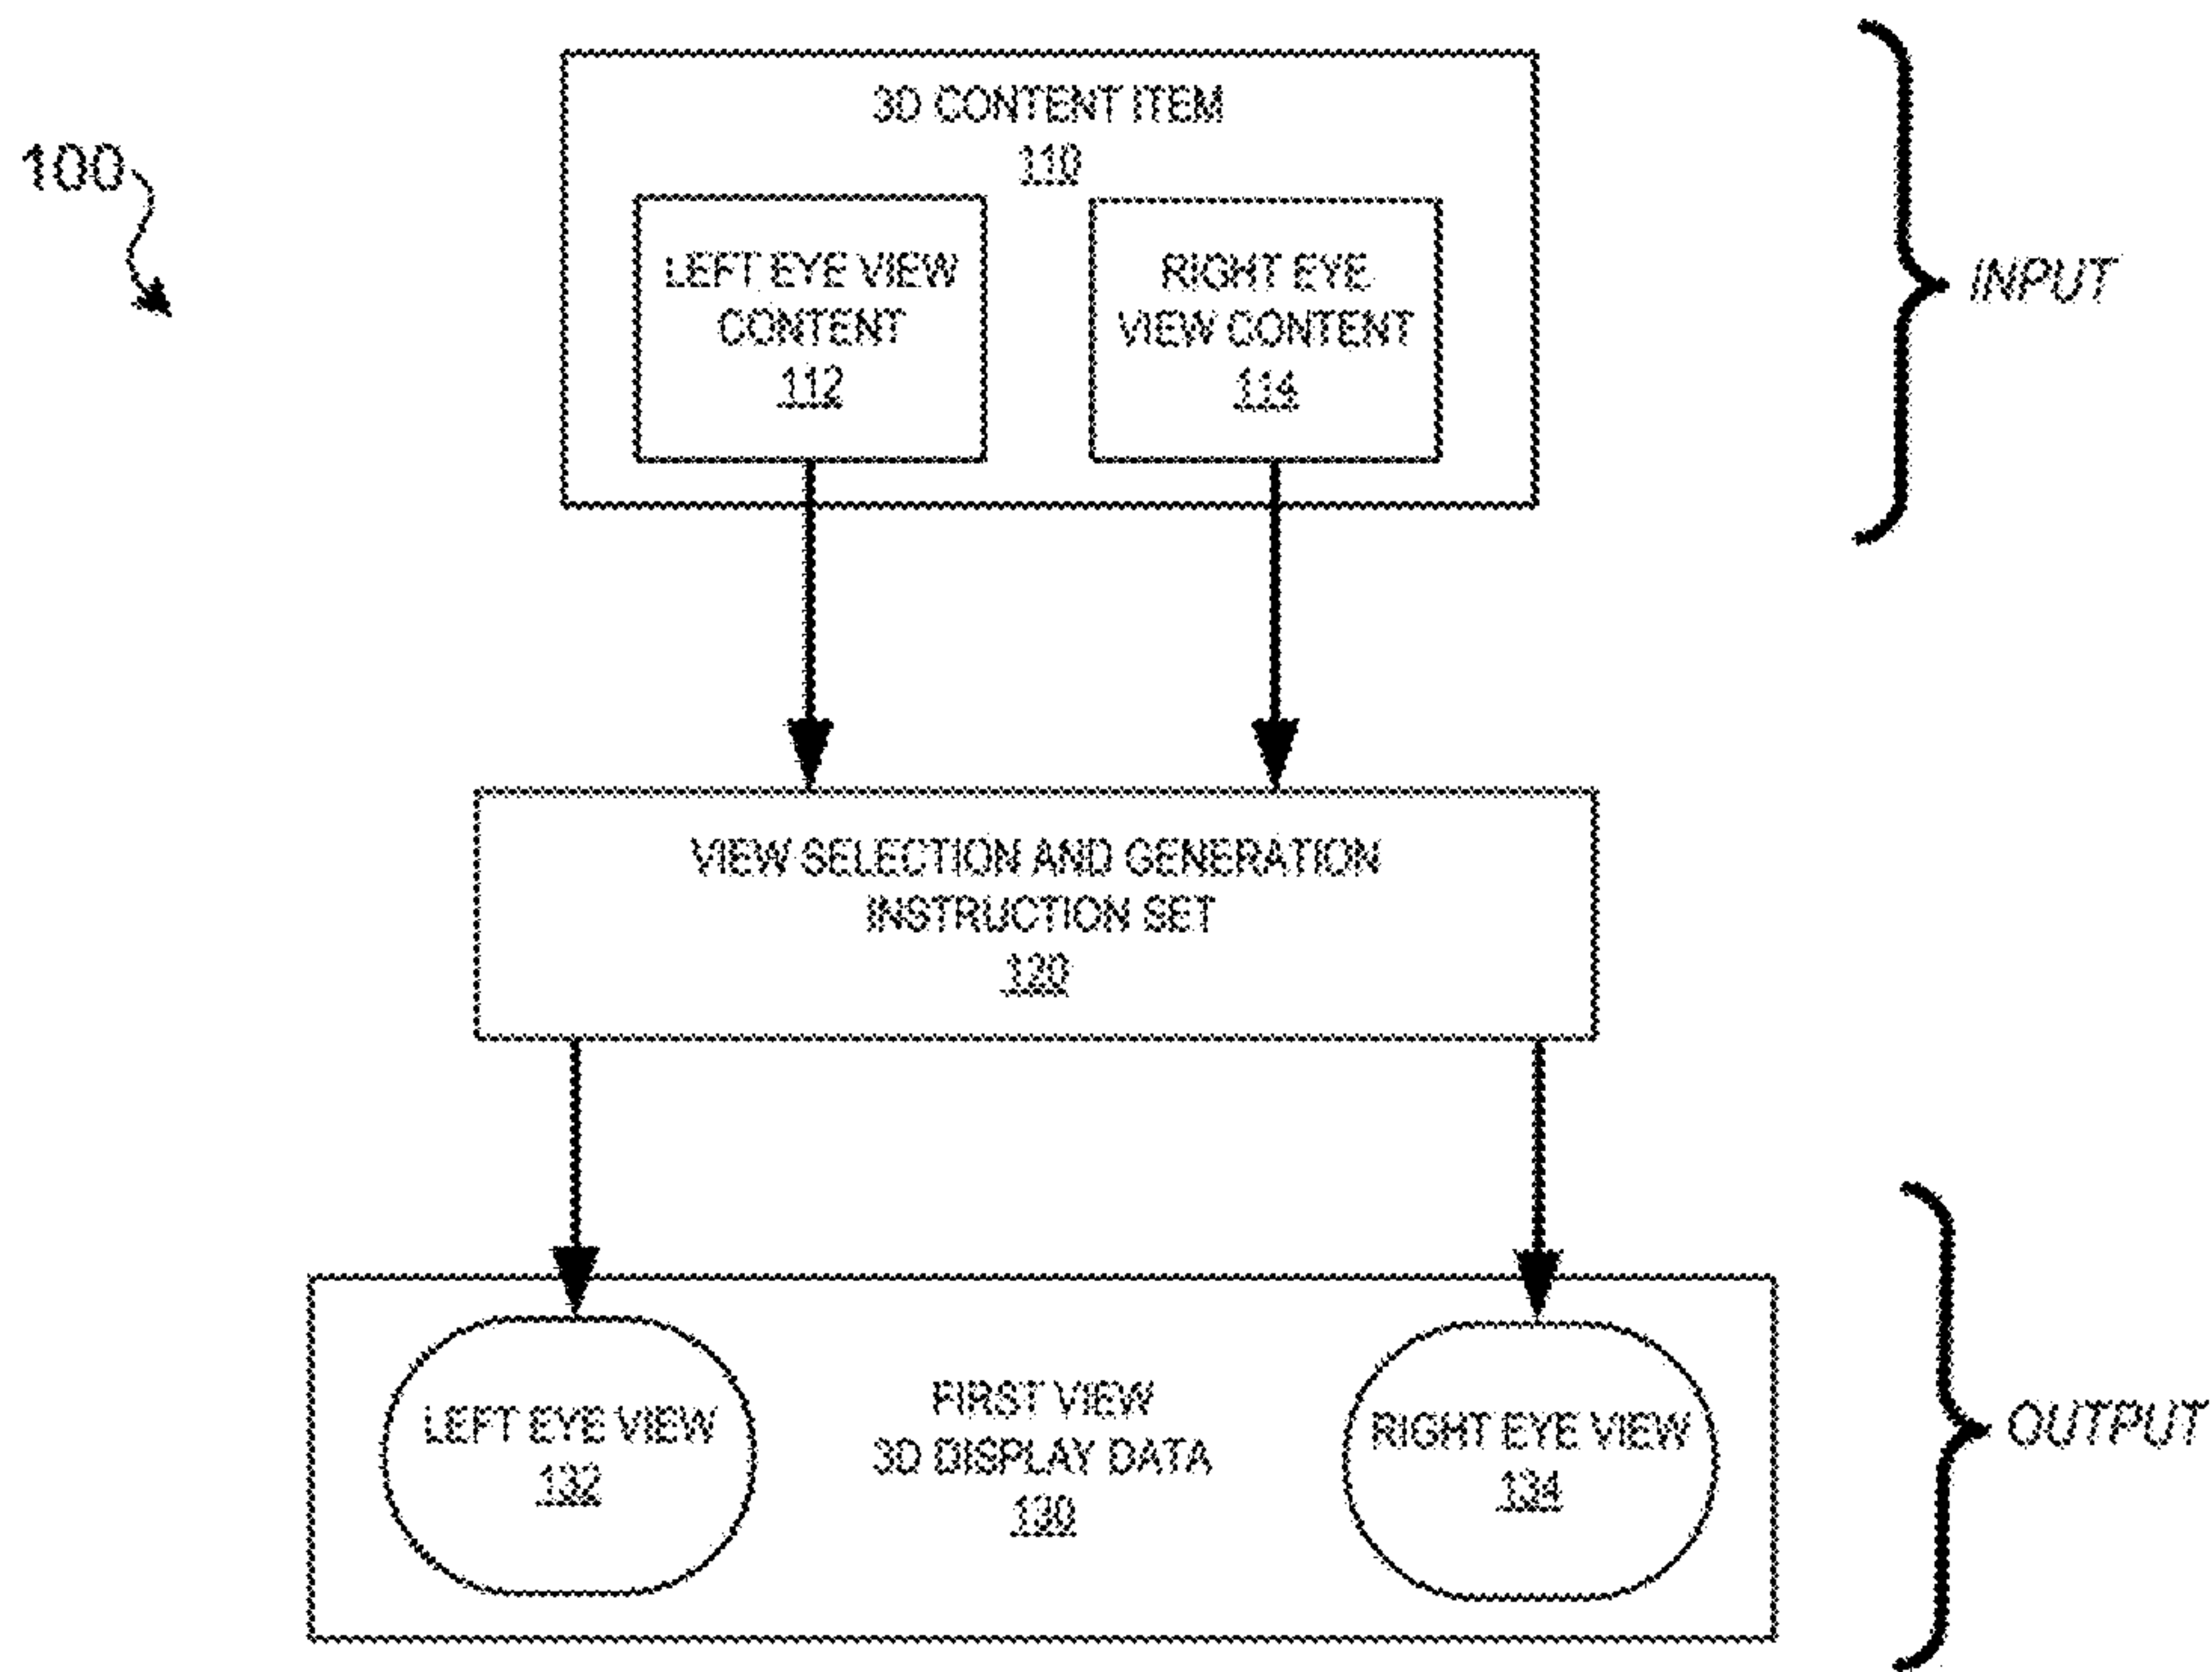 100
3D CONTENT ITEM
110
LEFT EYE VIEW
CONTENT
112
RIGHT EYE
VIEW CONTENT
114
INPUT
VIEW SELECTION AND GENERATION
INSTRUCTION SET
120
LEFT EYE VIEW
132
FIRST VIEW
3D DISPLAY DATA
130
RIGHT EYE VIEW
134
OUTPUT